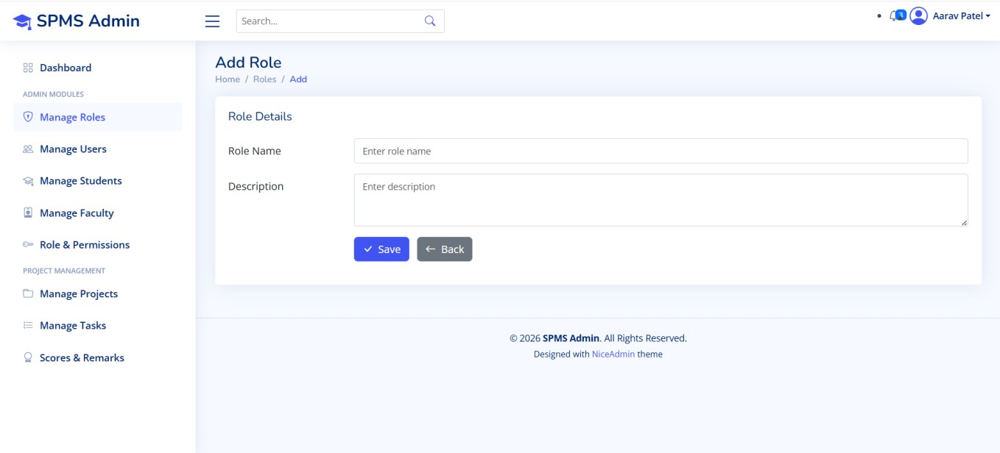 SPMS Admin
Search...
3
Aarav Patel
Dashboard
ADMIN MODULES
Manage Roles
Manage Users
Manage Students
Manage Faculty
Role & Permissions
PROJECT MANAGEMENT
Manage Projects
Manage Tasks
Scores & Remarks
Add Role
Home / Roles / Add
Role Details
Role Name
Enter role name
Description
Enter description
Save
Back
© 2026 SPMS Admin. All Rights Reserved.
Designed with NiceAdmin theme